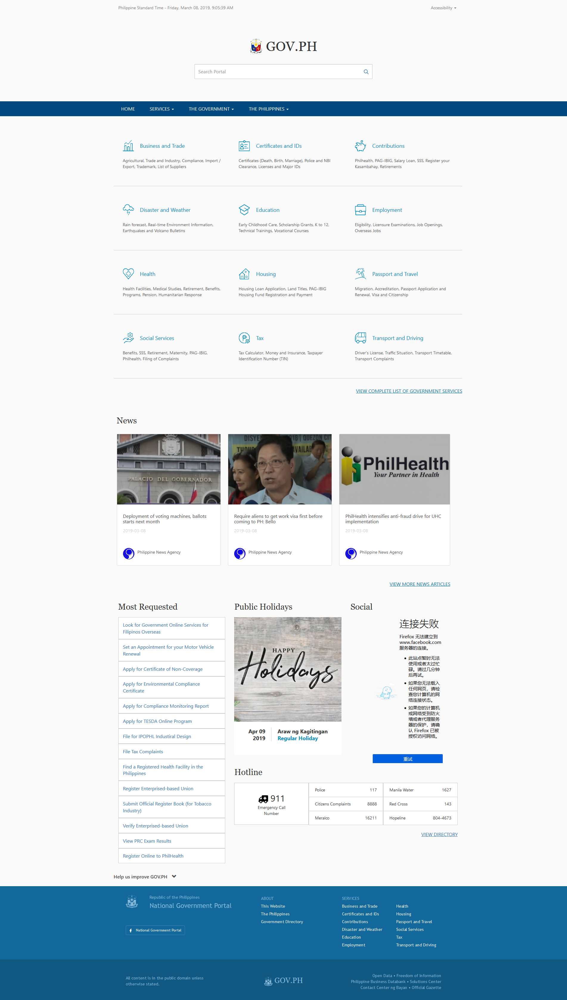 Philippine Standard Time - Friday, March 08, 2019, 9:05:39 AM
Accessibility
GOV.PH
Search Portal
HOME
SERVICES
THE GOVERNMENT
THE PHILIPPINES
Business and Trade
Agricultural, Trade and Industry, Compliance, Import /
Export, Trademark, List of Suppliers
Certificates and IDs
Certificates (Death, Birth, Marriage), Police and NBI
Clearance, Licenses and Major IDs
Contributions
Philhealth, PAG-IBIG, Salary Loan, SSS, Register your
Kasambahay, Retirements
Disaster and Weather
Rain forecast, Real-time Environment Information,
Earthquakes and Volcano Bulletins
Education
Early Childhood Care, Scholarship Grants, K to 12,
Technical Trainings, Vocational Courses
Employment
Eligibility, Licensure Examinations, Job Openings,
Overseas Jobs
Health
Health Facilities, Medical Studies, Retirement, Benefits,
Programs, Pension, Humanitarian Response
Housing
Housing Loan Application, Land Titles, PAG-IBIG
Housing Fund Registration and Payment
Passport and Travel
Migration, Accreditation, Passport Application and
Renewal, Visa and Citizenship
Social Services
Benefits, SSS, Retirement, Maternity, PAG-IBIG,
Philhealth, Filing of Complaints
Tax
Tax Calculator, Money and Insurance, Taxpayer
Identification Number (TIN)
Transport and Driving
Driver's License, Traffic Situation, Transport Timetable,
Transport Complaints
VIEW COMPLETE LIST OF GOVERNMENT SERVICES
News
PALACIO DEL GOBERNADOR
Deployment of voting machines, ballots
starts next month
2019-03-08
Philippine News Agency
QUEZON
Require aliens to get work visa first before
coming to PH: Bello
2019-03-08
Philippine News Agency
PhilHealth
Your Partner in Health
PhilHealth intensifies anti-fraud drive for UHC
implementation
2019-03-08
Philippine News Agency
VIEW MORE NEWS ARTICLES
Most Requested
Look for Government Online Services for
Filipinos Overseas
Set an Appointment for your Motor Vehicle
Renewal
Apply for Certificate of Non-Coverage
Apply for Environmental Compliance
Certificate
Apply for Compliance Monitoring Report
Apply for TESDA Online Program
File for IPOPHL Industiral Design
File Tax Complaints
Find a Registered Health Facility in the
Philippines
Register Enterprised-based Union
Submit Official Register Book (for Tobacco
Industry)
Verify Enterprised-based Union
View PRC Exam Results
Register Online to PhilHealth
Public Holidays
HAPPY
Holidays
Apr 09
2019
Araw ng Kagitingan
Regular Holiday
Social
连接失败
Firefox 无法建立到
www.facebook.com
服务器的连接。
此站点暂时无法
使用或者太过忙
碌。请过几分钟
后再试。
如果您无法载入
任何网页，请检
查您计算机的网
络连接状态。
如果您的计算机
或网络受到防火
墙或者代理服务
器的保护，请确
认 Firefox 已被
授权访问网络。
重试
Hotline
911
Emergency Call
Number
Police 117
Citizens Complaints 8888
Meralco 16211
Manila Water 1627
Red Cross 143
Hopeline 804-4673
VIEW DIRECTORY
Help us improve GOV.PH
Republic of the Philippines
National Government Portal
National Government Portal
ABOUT
This Website
The Philippines
Government Directory
SERVICES
Business and Trade
Certificates and IDs
Contributions
Disaster and Weather
Education
Employment
Health
Housing
Passport and Travel
Social Services
Tax
Transport and Driving
All content is in the public domain unless
otherwise stated.
GOV.PH
Open Data • Freedom of Information
Philippine Business Databank • Solutions Center
Contact Center ng Bayan • Official Gazette